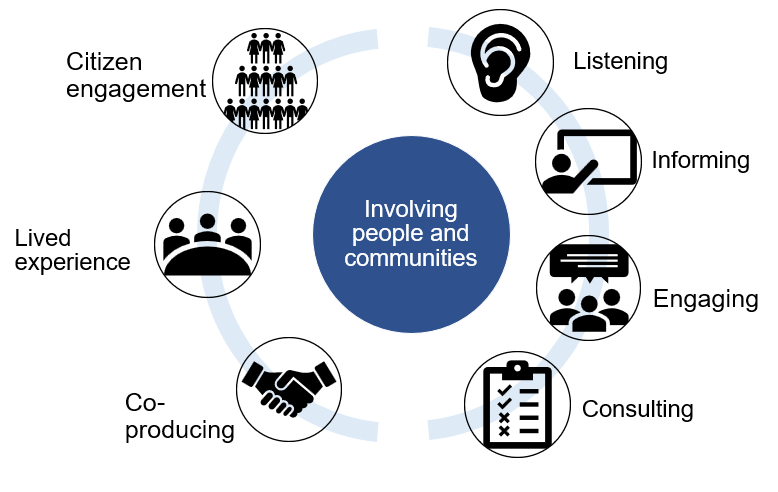 Citizen
engagement
Listening
Informing
Involving
people and
communities
Lived
experience
Engaging
Co-
producing
Consulting